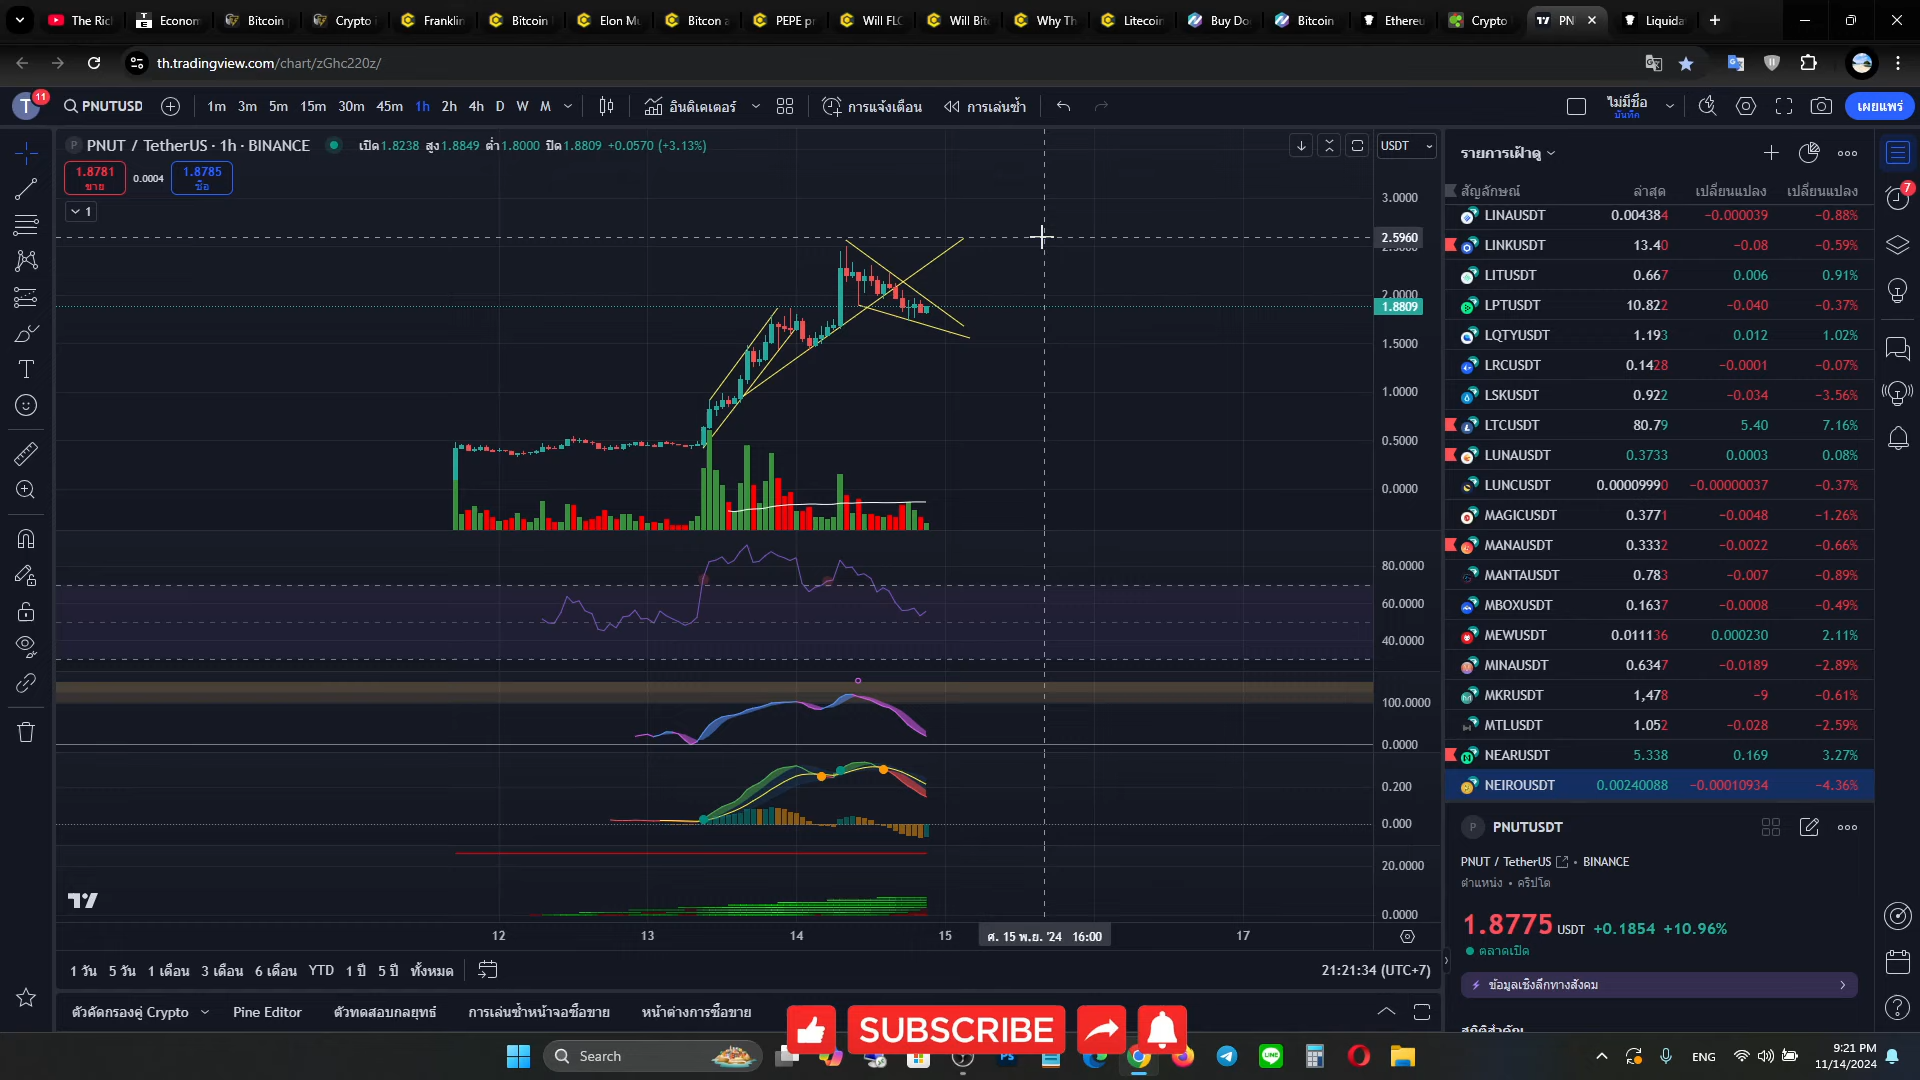 The Ric
Econom
Bitcoin
Crypto
Franklin
Bitcoin
Elon Mu
Bitcon a
PEPE pr
Will FLO
Will Bit
Why Th
Litecoin
Buy Do
Bitcoin
Ethereu
Crypto
PN
Liquida
th.tradingview.com/chart/zGhc220z/
T 11 PNUTUSD 1m 3m 5m 15m 30m 45m 1h 2h 4h D W M อินดิเคเตอร์ การแจ้งเตือน การเล่นซ้ำ ไม่มีชื่อ บันทึก เผยแพร่
PNUT / TetherUS · 1h · BINANCE เปิด1.8238 สูง1.8849 ต่ำ1.8000 ปิด1.8809 +0.0570 (+3.13%)
1.8781 ขาย 0.0004 1.8785 ซื้อ
1
USDT
3.0000
2.5960
2.0000
1.8809
1.5000
1.0000
0.5000
0.0000
80.0000
60.0000
40.0000
100.0000
0.0000
0.200
0.000
20.0000
0.0000
12 13 14 15 ศ. 15 พ.ย. '24 16:00 17
1 วัน 5 วัน 1 เดือน 3 เดือน 6 เดือน YTD 1 ปี 5 ปี ทั้งหมด 21:21:34 (UTC+7)
ตัวคัดกรองคู่ Crypto Pine Editor ตัวทดสอบกลยุทธ์ การเล่นซ้ำหน้าจอซื้อขาย หน้าต่างการซื้อขาย
SUBSCRIBE
รายการเฝ้าดู
สัญลักษณ์ ล่าสุด เปลี่ยนแปลง เปลี่ยนแปลง
7
LINAUSDT 0.004384 −0.000039 −0.88%
LINKUSDT 13.40 −0.08 −0.59%
LITUSDT 0.667 0.006 0.91%
LPTUSDT 10.822 −0.040 −0.37%
LQTYUSDT 1.193 0.012 1.02%
LRCUSDT 0.1428 −0.0001 −0.07%
LSKUSDT 0.922 −0.034 −3.56%
LTCUSDT 80.79 5.40 7.16%
LUNAUSDT 0.3733 0.0003 0.08%
LUNCUSDT 0.00009990 −0.00000037 −0.37%
MAGICUSDT 0.3771 −0.0048 −1.26%
MANAUSDT 0.3332 −0.0022 −0.66%
MANTAUSDT 0.783 −0.007 −0.89%
MBOXUSDT 0.1637 −0.0008 −0.49%
MEWUSDT 0.011136 0.000230 2.11%
MINAUSDT 0.6347 −0.0189 −2.89%
MKRUSDT 1,478 −9 −0.61%
MTLUSDT 1.052 −0.028 −2.59%
NEARUSDT 5.338 0.169 3.27%
NEIROUSDT 0.00240088 −0.00010934 −4.36%
P PNUTUSDT
PNUT / TetherUS • BINANCE
ตำแหน่ง • คริปโต
1.8775 USDT +0.1854 +10.96%
ตลาดเปิด
ข้อมูลเชิงลึกทางสังคม
Search
ENG
9:21 PM
11/14/2024